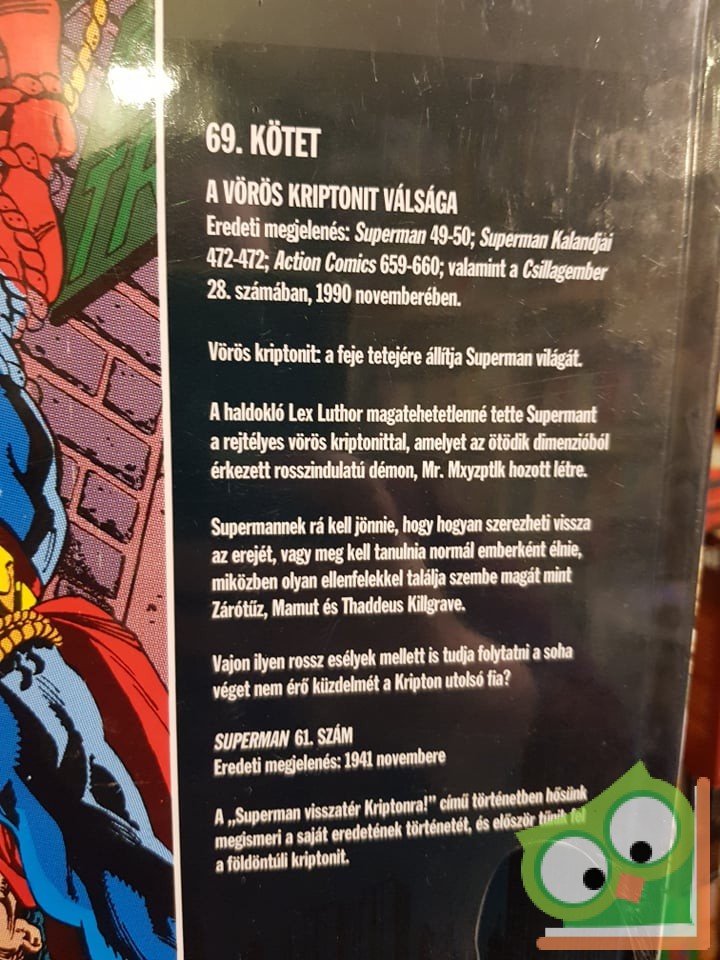 TH
69. KÖTET
A VÖRÖS KRIPTONIT VÁLSÁGA
Eredeti megjelenés: Superman 49-50; Superman Kalandjai
472-472; Action Comics 659-660; valamint a Csillagember
28. számában, 1990 novemberében.
Vörös kriptonit: a feje tetejére állítja Superman világát.
A haldokló Lex Luthor magatehetetlenné tette Supermant
a rejtélyes vörös kriptonittal, amelyet az ötödik dimenzióból
érkezett rosszindulatú démon, Mr. Mxyzptlk hozott létre.
Supermannek rá kell jönnie, hogy hogyan szerezheti vissza
az erejét, vagy meg kell tanulnia normál emberként élnie,
miközben olyan ellenfelekkel találja szembe magát mint
Zárótűz, Mamut és Thaddeus Killgrave.
Vajon ilyen rossz esélyek mellett is tudja folytatni a soha
véget nem érő küzdelmét a Kripton utolsó fia?
SUPERMAN 61. SZÁM
Eredeti megjelenés: 1941 novembere
A „Superman visszatér Kriptonra!” című történetben hősünk
megismeri a saját eredetének történetét, és először tűnik fel
a földöntúli kriptonit.